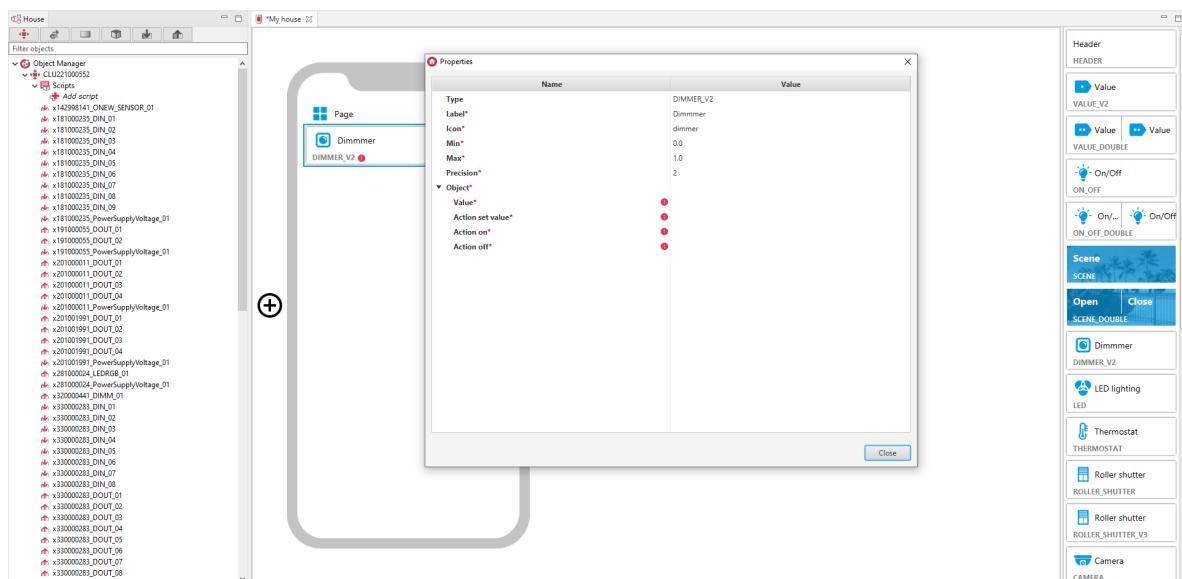 House
Filter objects
Object Manager
CLU221000552
Scripts
Add script
x142998141_ONEW_SENSOR_01
x181000235_DIN_01
x181000235_DIN_02
x181000235_DIN_03
x181000235_DIN_04
x181000235_DIN_05
x181000235_DIN_06
x181000235_DIN_07
x181000235_DIN_08
x181000235_DIN_09
x181000235_PowerSupplyVoltage_01
x191000055_DOUT_01
x191000055_DOUT_02
x191000055_PowerSupplyVoltage_01
x201000011_DOUT_01
x201000011_DOUT_02
x201000011_DOUT_03
x201000011_DOUT_04
x201000011_PowerSupplyVoltage_01
x201001991_DOUT_01
x201001991_DOUT_02
x201001991_DOUT_03
x201001991_DOUT_04
x201001991_PowerSupplyVoltage_01
x281000024_LEDRGB_01
x281000024_PowerSupplyVoltage_01
x320000441_DIMM_01
x330000283_DIN_01
x330000283_DIN_02
x330000283_DIN_03
x330000283_DIN_04
x330000283_DIN_05
x330000283_DIN_06
x330000283_DIN_07
x330000283_DIN_08
x330000283_DOUT_01
x330000283_DOUT_02
x330000283_DOUT_03
x330000283_DOUT_04
x330000283_DOUT_05
x330000283_DOUT_06
x330000283_DOUT_07
x330000283_DOUT_08
*My house
Page
Dimmmer
DIMMER_V2
Properties
Name Value
Type DIMMER_V2
Label* Dimmmer
Icon* dimmer
Min* 0.0
Max* 1.0
Precision* 2
Object*
Value*
Action set value*
Action on*
Action off*
Close
Header
HEADER
Value
VALUE_V2
Value Value
VALUE_DOUBLE
On/Off
ON_OFF
On/... On/Off
ON_OFF_DOUBLE
Scene
SCENE
Open Close
SCENE_DOUBLE
Dimmmer
DIMMER_V2
LED lighting
LED
Thermostat
THERMOSTAT
Roller shutter
ROLLER_SHUTTER
Roller shutter
ROLLER_SHUTTER_V3
Camera
CAMERA